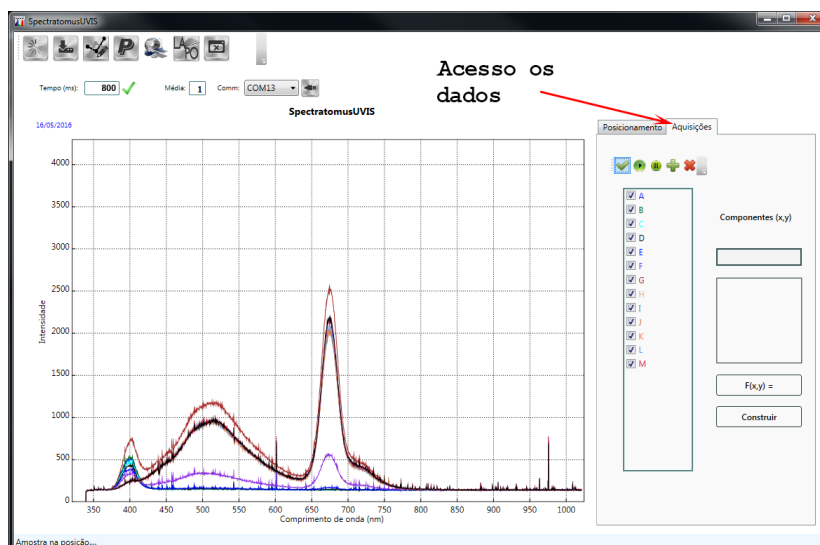 SpectratomusUVIS
P
Tempo (ms): 800 Média: 1 Comm: COM13
Acesso os
dados
SpectratomusUVIS
16/05/2016
Posicionamento Aquisições
4000
3500
3000
2500
2000
1500
1000
500
0
Intensidade
350 400 450 500 550 600 650 700 750 800 850 900 950 1000
Comprimento de onda (nm)
A
B
C
D
E
F
G
H
I
J
K
L
M
Componentes (x,y)
F(x,y) =
Construir
Amostra na posição...